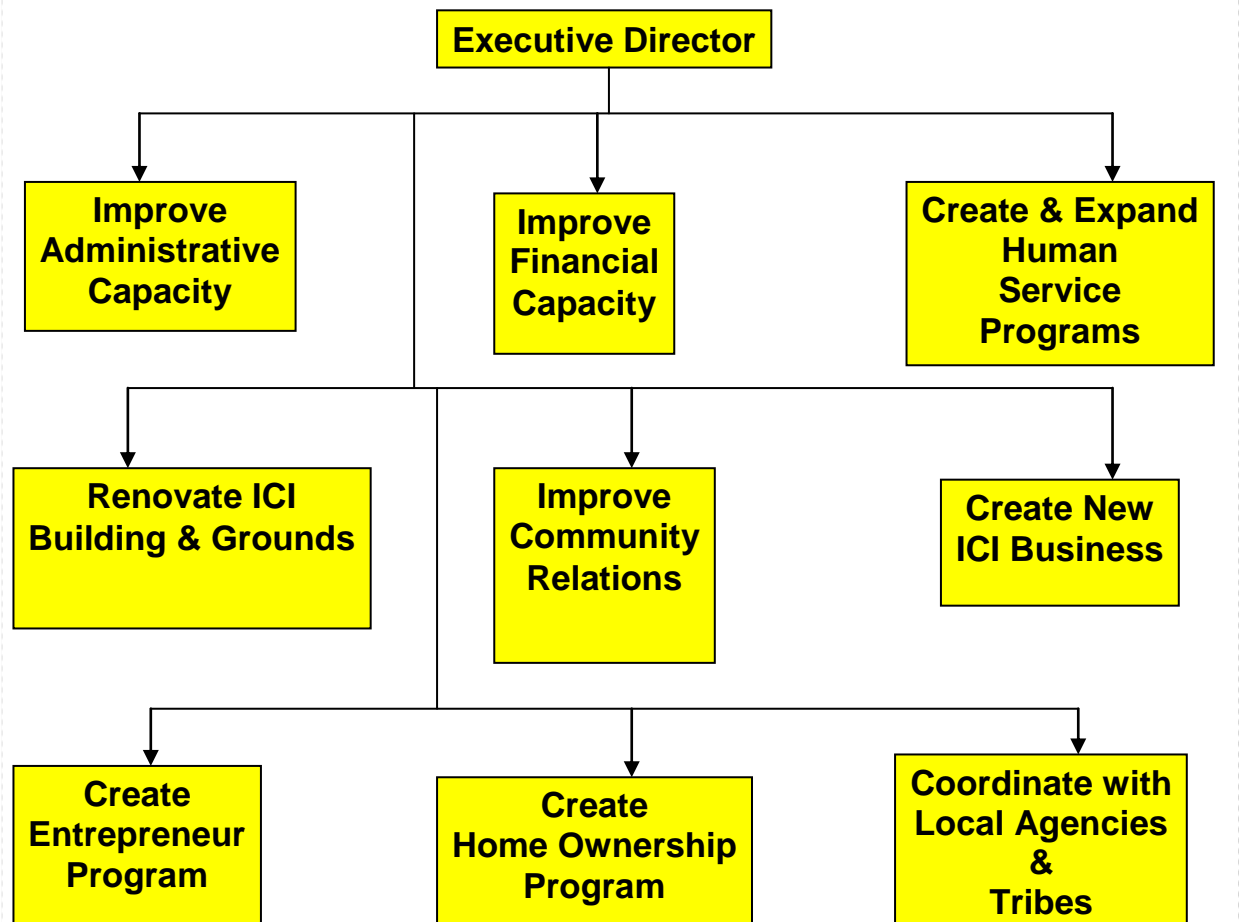 Executive Director
Improve
Administrative
Capacity
Improve
Financial
Capacity
Create & Expand
Human
Service
Programs
Renovate ICI
Building & Grounds
Improve
Community
Relations
Create New
ICI Business
Create
Entrepreneur
Program
Create
Home Ownership
Program
Coordinate with
Local Agencies
&
Tribes